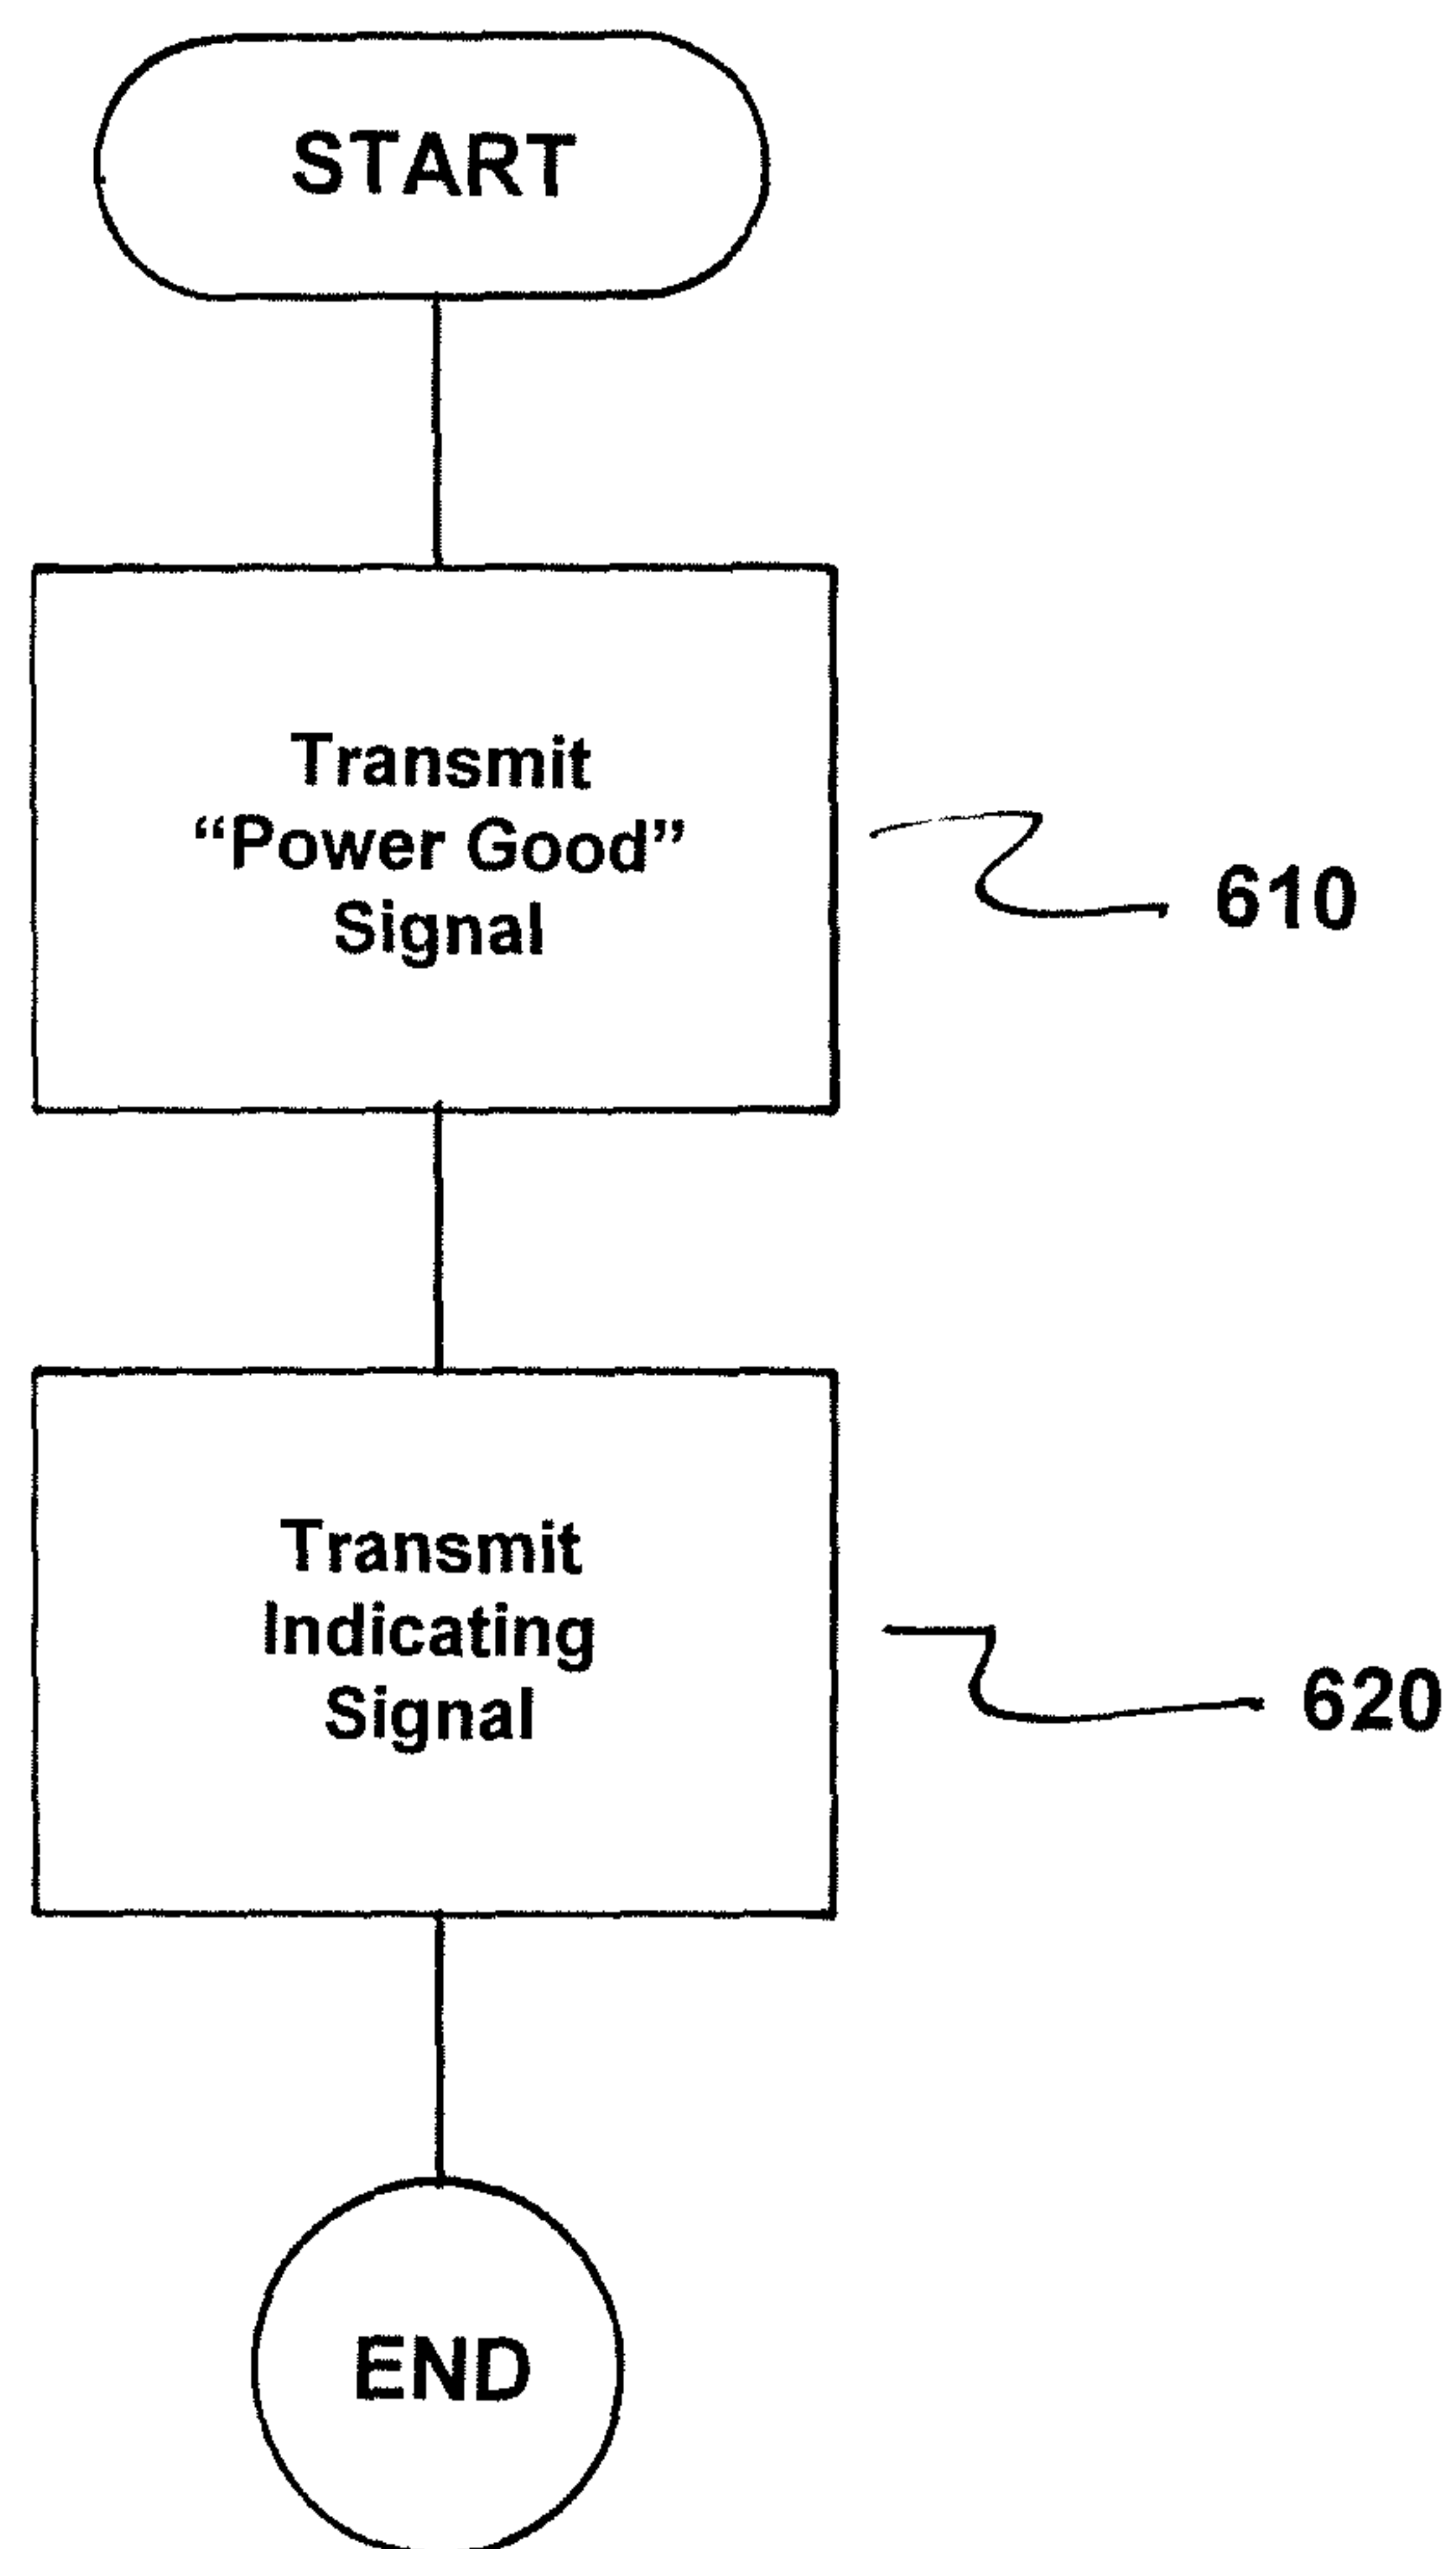 START
Transmit
“Power Good”
Signal
610
Transmit
Indicating
Signal
620
END